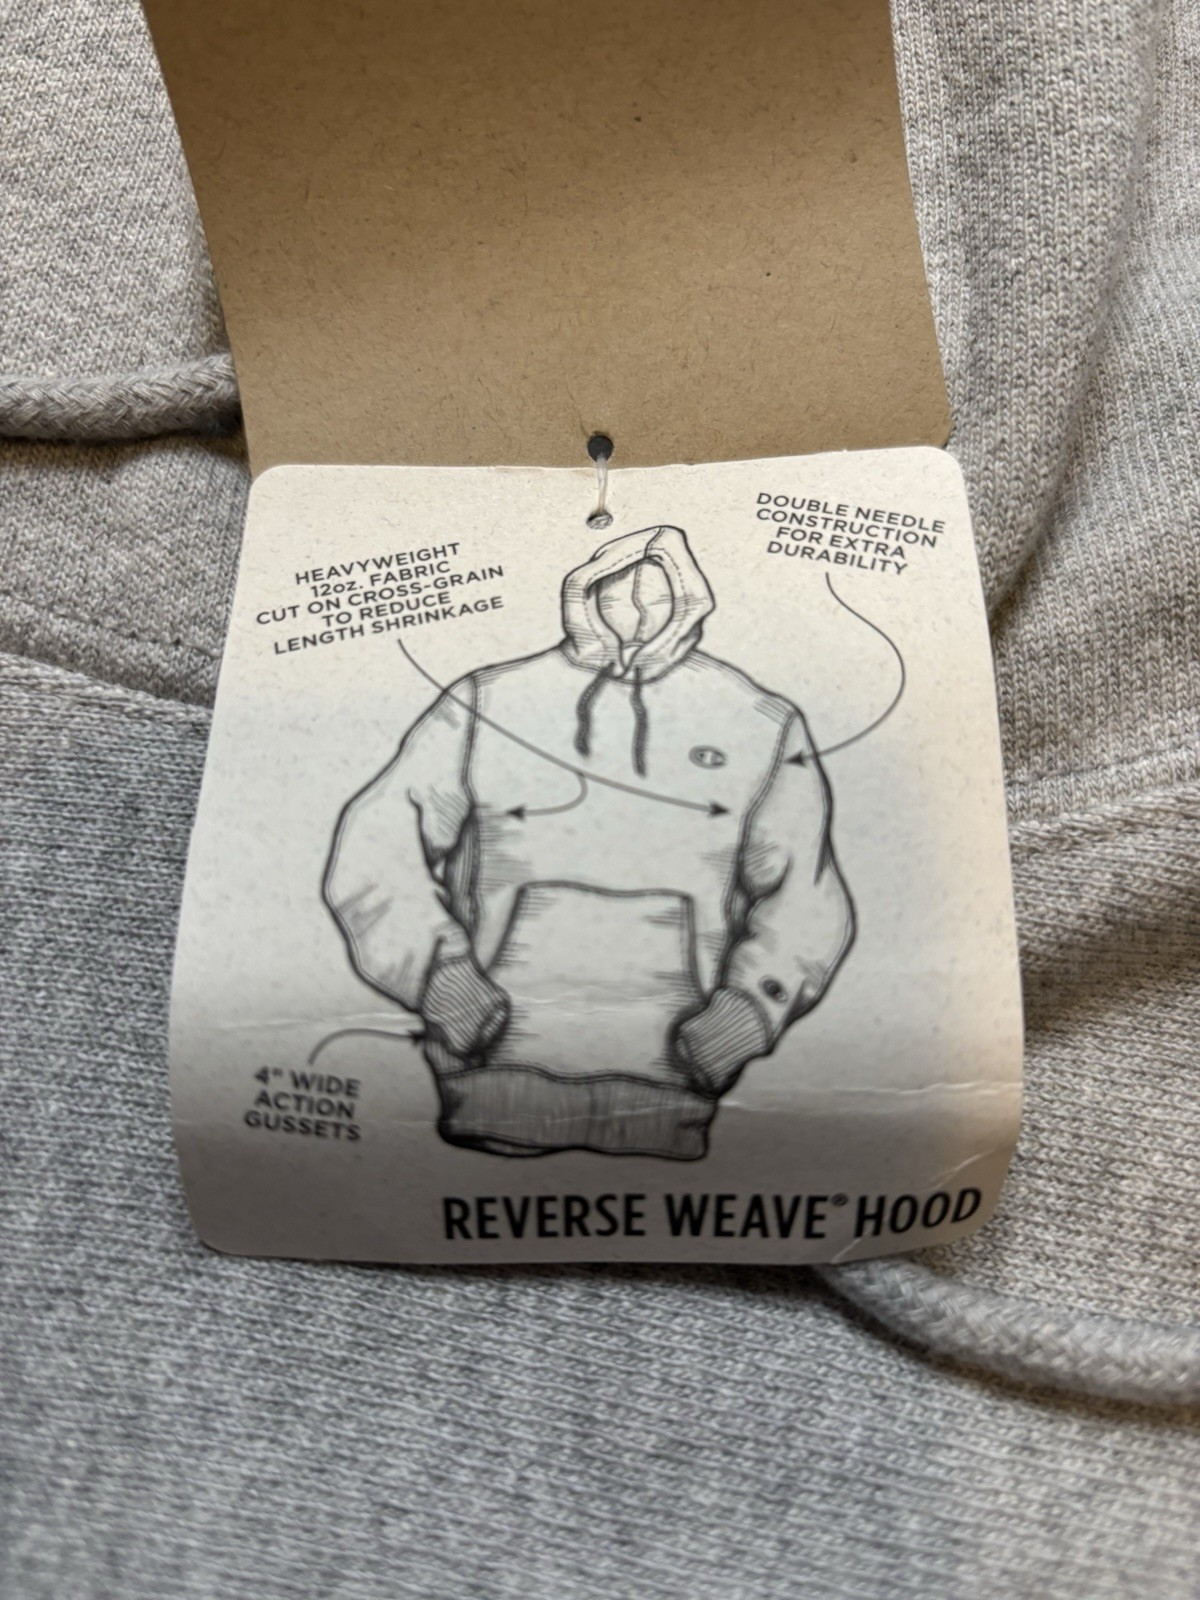 HEAVYWEIGHT
12oz. FABRIC
CUT ON CROSS-GRAIN
TO REDUCE
LENGTH SHRINKAGE
DOUBLE NEEDLE
CONSTRUCTION
FOR EXTRA
DURABILITY
4" WIDE
ACTION
GUSSETS
REVERSE WEAVE® HOOD